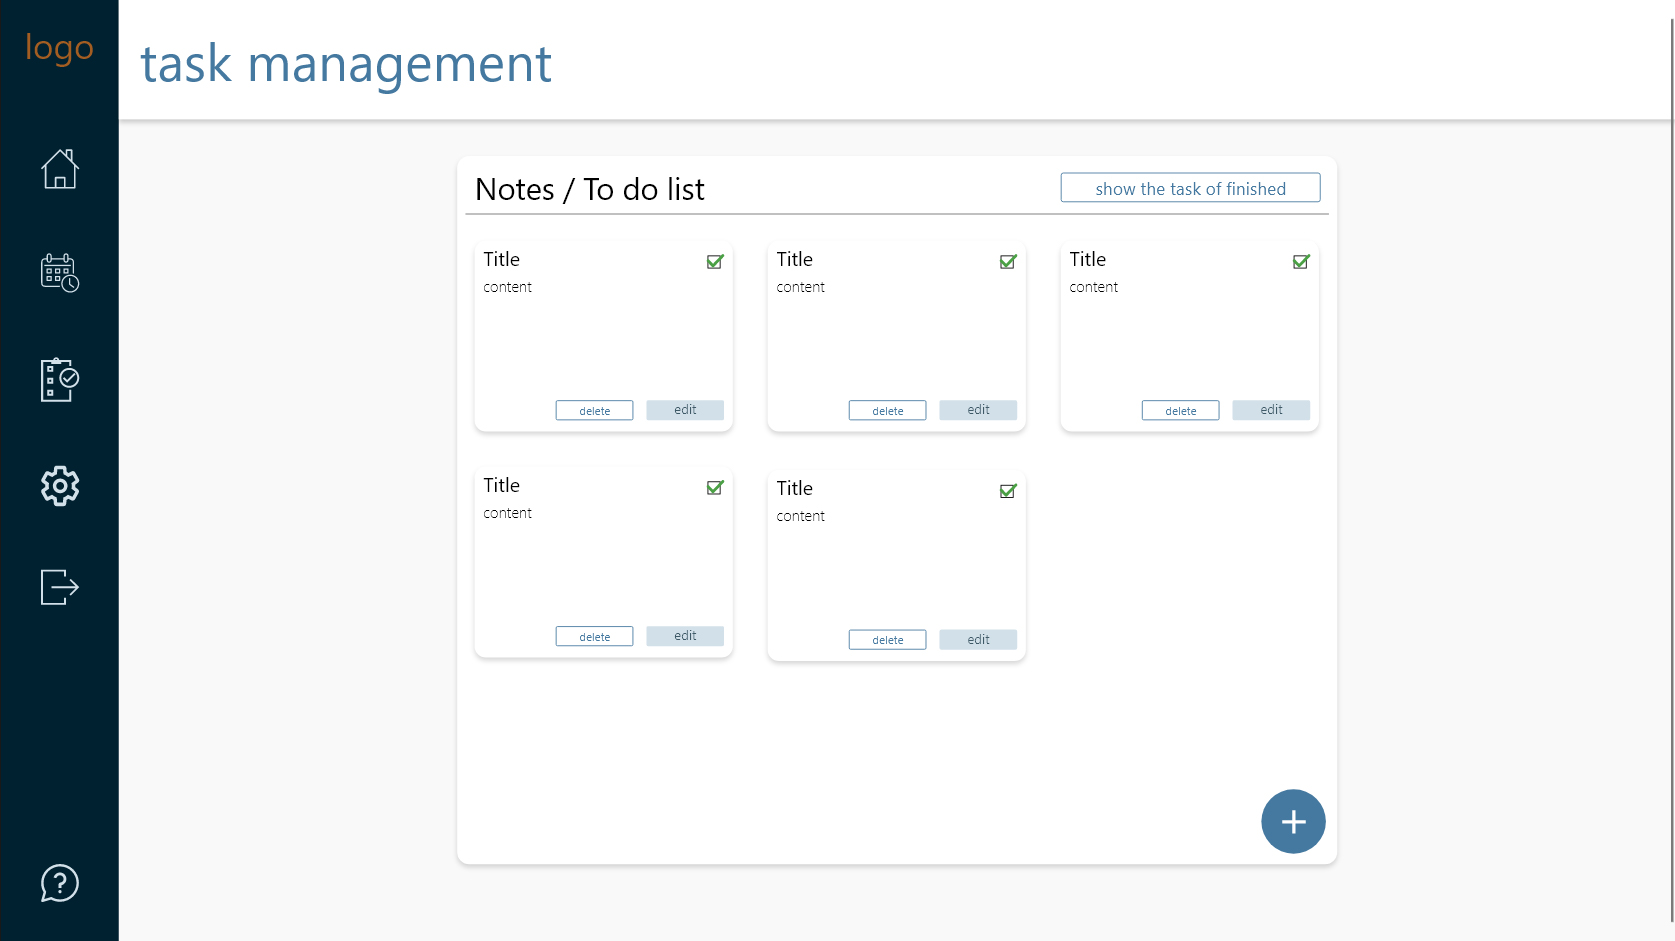 logo
task management
Notes / To do list
show the task of finished
Title
content
delete
edit
Title
content
delete
edit
Title
content
delete
edit
Title
content
delete
edit
Title
content
delete
edit
+
?